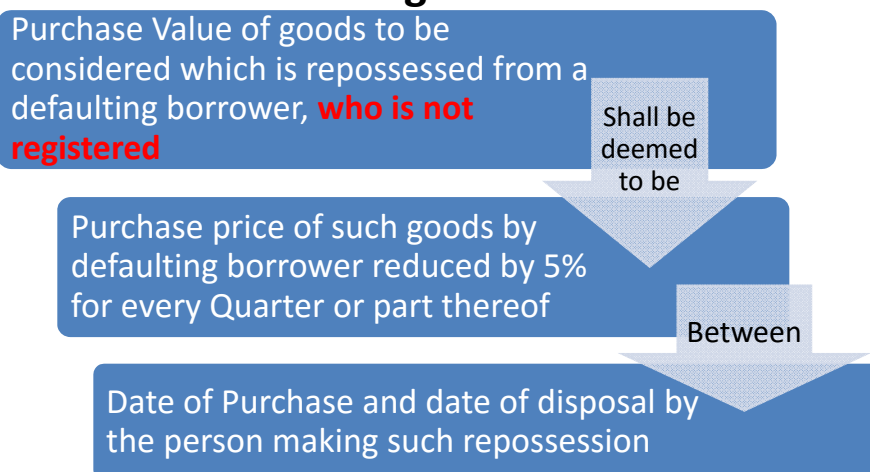 Purchase Value of goods to be
considered which is repossessed from a
defaulting borrower, who is not
registered
Shall be
deemed
to be
Purchase price of such goods by
defaulting borrower reduced by 5%
for every Quarter or part thereof
Between
Date of Purchase and date of disposal by
the person making such repossession